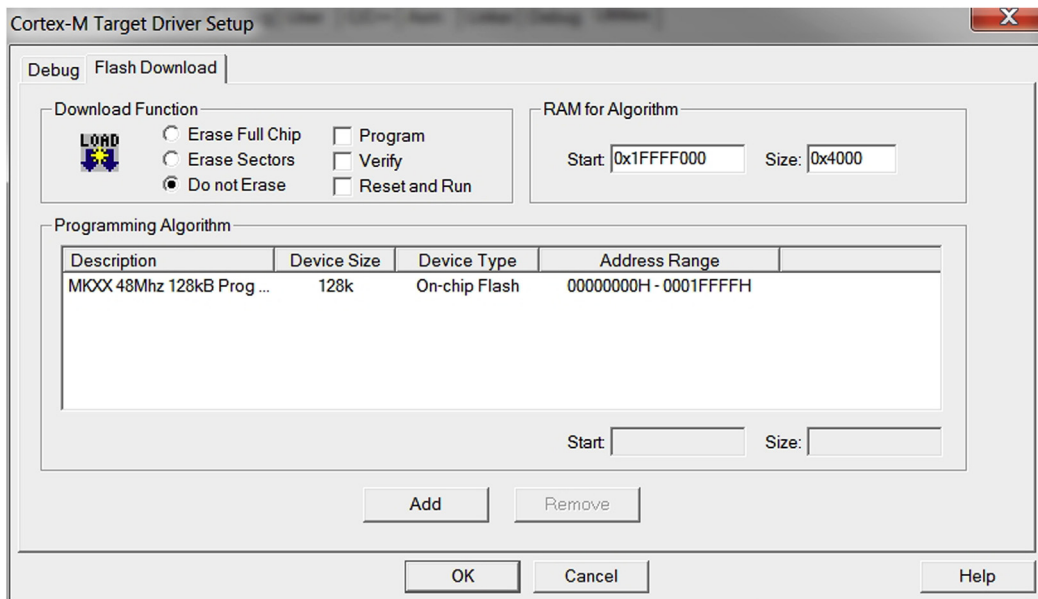 Cortex-M Target Driver Setup
Debug
Flash Download
Download Function
LOAD
Erase Full Chip
Erase Sectors
Do not Erase
Program
Verify
Reset and Run
RAM for Algorithm
Start: 0x1FFFF000 Size: 0x4000
Programming Algorithm
Description Device Size Device Type Address Range
MKXX 48Mhz 128kB Prog ... 128k On-chip Flash 00000000H - 0001FFFFH
Start: Size:
Add Remove
OK Cancel Help